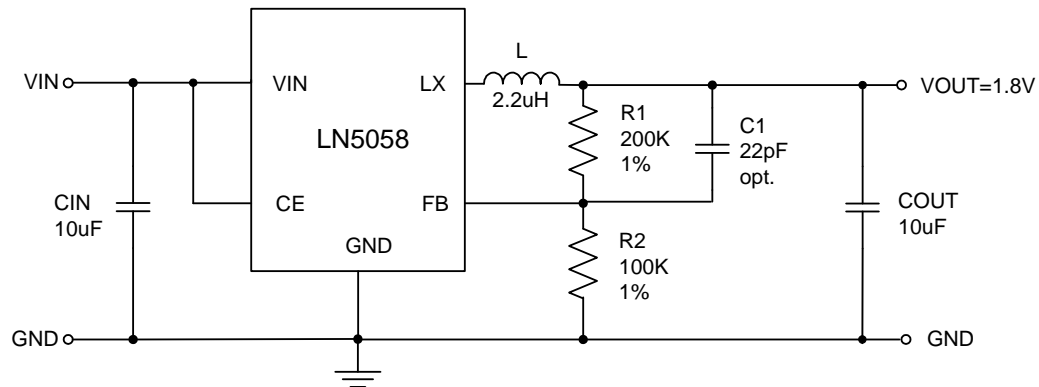 VIN
VIN
LX
L
2.2uH
VOUT=1.8V
LN5058
R1
200K
1%
C1
22pF
opt.
CIN
10uF
CE
FB
COUT
10uF
GND
R2
100K
1%
GND
GND